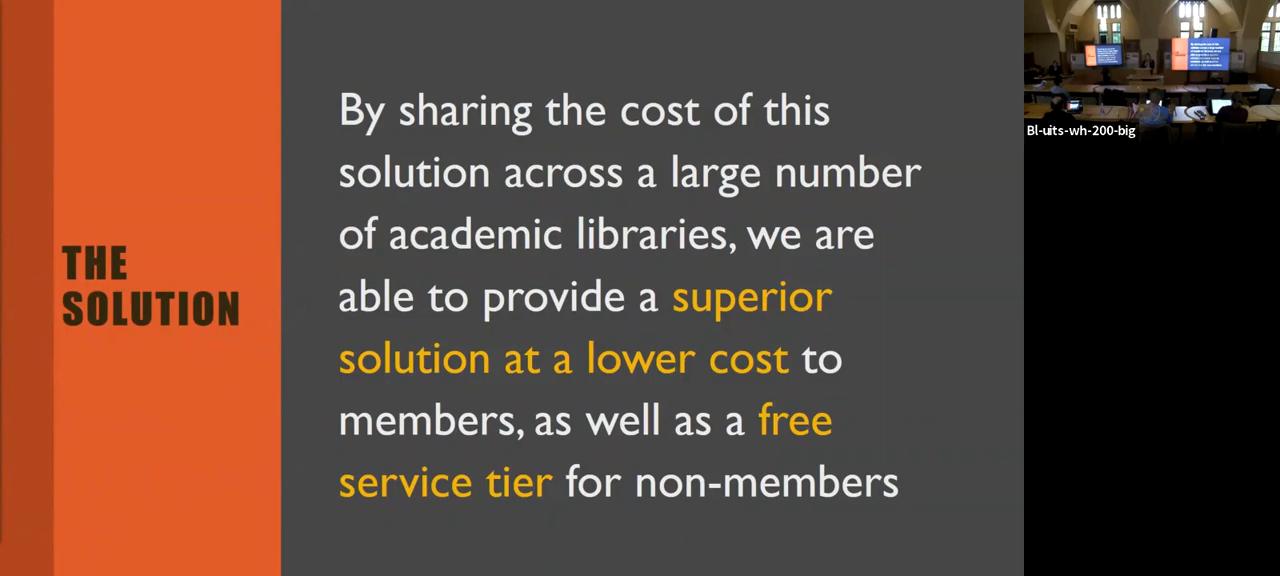 THE
SOLUTION
By sharing the cost of this
solution across a large number
of academic libraries, we are
able to provide a superior
solution at a lower cost to
members, as well as a free
service tier for non-members
Bl-uits-wh-200-big